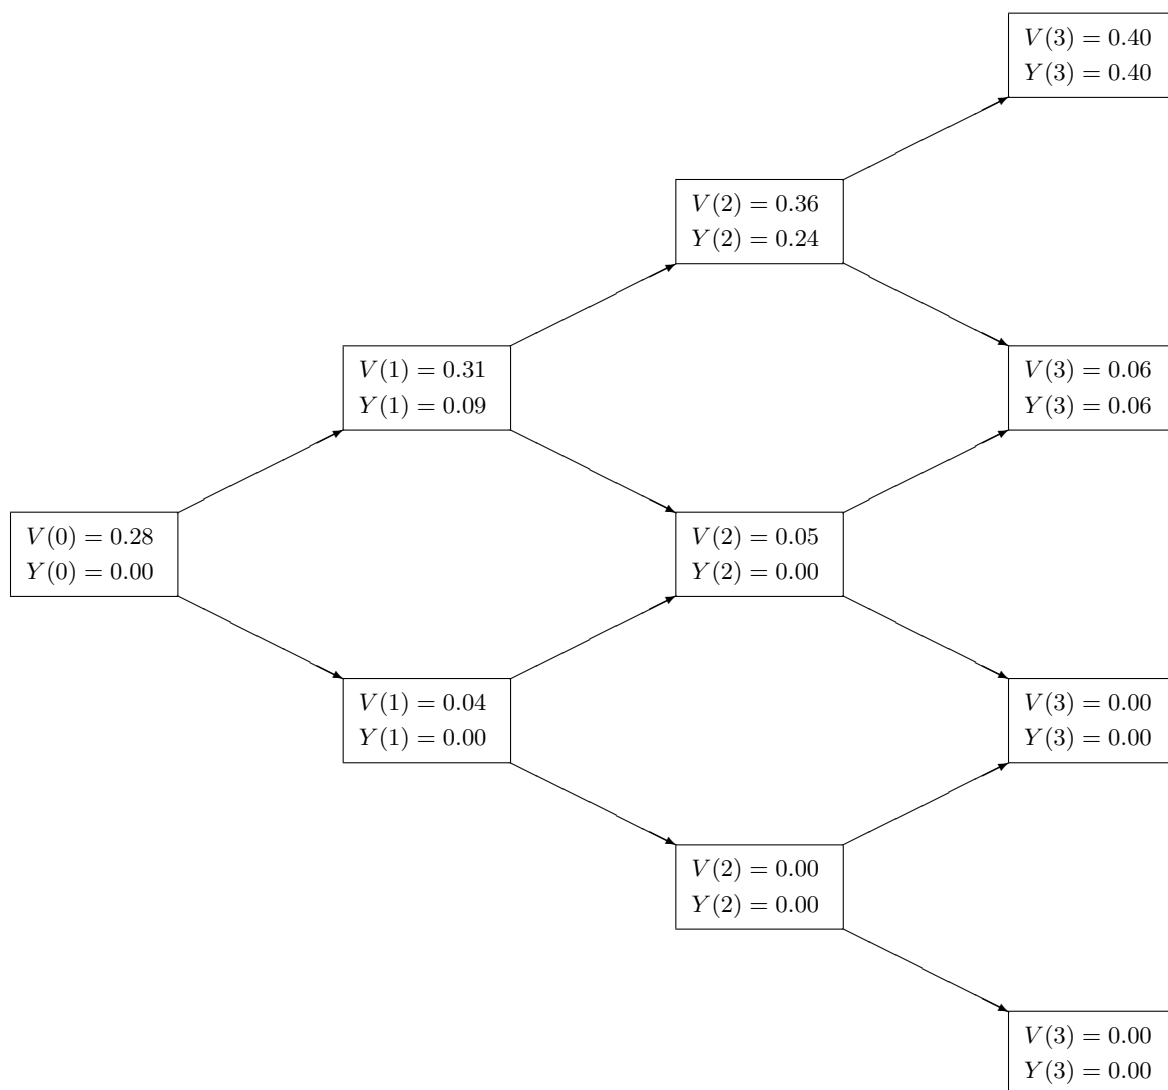 V(3) = 0.40
Y(3) = 0.40
V(2) = 0.36
Y(2) = 0.24
V(1) = 0.31
Y(1) = 0.09
V(3) = 0.06
Y(3) = 0.06
V(0) = 0.28
Y(0) = 0.00
V(2) = 0.05
Y(2) = 0.00
V(1) = 0.04
Y(1) = 0.00
V(3) = 0.00
Y(3) = 0.00
V(2) = 0.00
Y(2) = 0.00
V(3) = 0.00
Y(3) = 0.00